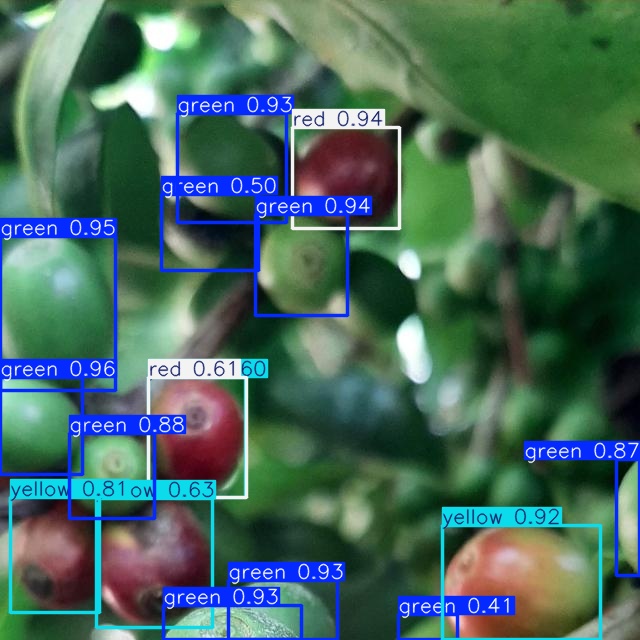 green 0.93
red 0.94
green 0.50
green 0.94
green 0.95
green 0.96
red 0.61
60
green 0.88
green 0.87
yellow 0.81
ow 0.63
yellow 0.92
green 0.93
green 0.93
green 0.41